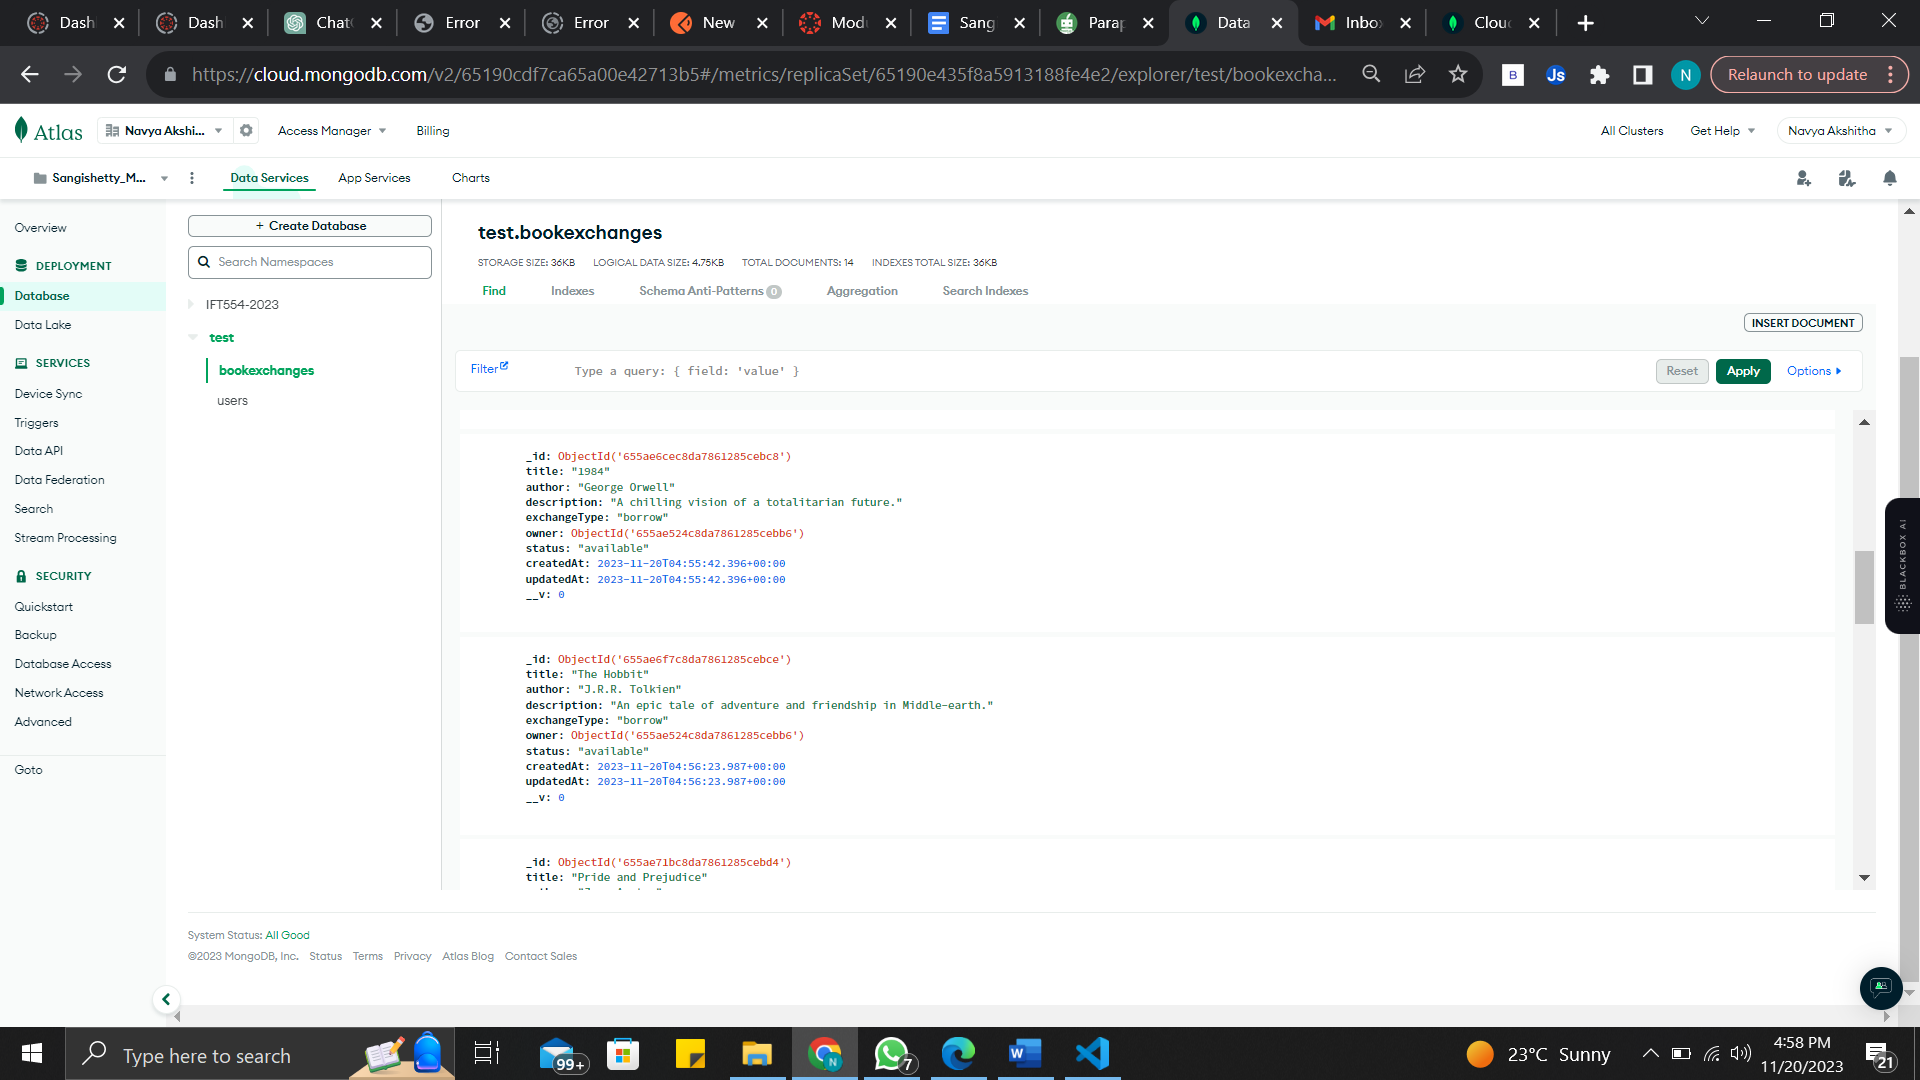 Dash
Dash
Chat
Error
Error
New
Modu
Sang
Parap
Data
Inbox
Clou
https://cloud.mongodb.com/v2/65190cdf7ca65a00e42713b5#/metrics/replicaSet/65190e435f8a5913188fe4e2/explorer/test/bookexcha...
B
Js
N
Relaunch to update
Atlas
Navya Akshi...
Access Manager
Billing
All Clusters
Get Help
Navya Akshitha
Sangishetty_M...
Data Services
App Services
Charts
Overview
DEPLOYMENT
Database
Data Lake
SERVICES
Device Sync
Triggers
Data API
Data Federation
Search
Stream Processing
SECURITY
Quickstart
Backup
Database Access
Network Access
Advanced
Goto
+ Create Database
Search Namespaces
IFT554-2023
test
bookexchanges
users
test.bookexchanges
STORAGE SIZE: 36KB LOGICAL DATA SIZE: 4.75KB TOTAL DOCUMENTS: 14 INDEXES TOTAL SIZE: 36KB
Find
Indexes
Schema Anti-Patterns 0
Aggregation
Search Indexes
INSERT DOCUMENT
Filter
Type a query: { field: 'value' }
Reset
Apply
Options
_id: ObjectId('655ae6cec8da7861285cebc8')
title: "1984"
author: "George Orwell"
description: "A chilling vision of a totalitarian future."
exchangeType: "borrow"
owner: ObjectId('655ae524c8da7861285cebb6')
status: "available"
createdAt: 2023-11-20T04:55:42.396+00:00
updatedAt: 2023-11-20T04:55:42.396+00:00
__v: 0
_id: ObjectId('655ae6f7c8da7861285cebce')
title: "The Hobbit"
author: "J.R.R. Tolkien"
description: "An epic tale of adventure and friendship in Middle-earth."
exchangeType: "borrow"
owner: ObjectId('655ae524c8da7861285cebb6')
status: "available"
createdAt: 2023-11-20T04:56:23.987+00:00
updatedAt: 2023-11-20T04:56:23.987+00:00
__v: 0
_id: ObjectId('655ae71bc8da7861285cebd4')
title: "Pride and Prejudice"
BLACKBOX AI
System Status: All Good
©2023 MongoDB, Inc. Status Terms Privacy Atlas Blog Contact Sales
Type here to search
99+
N
7
W
23°C Sunny
4:58 PM
11/20/2023
21